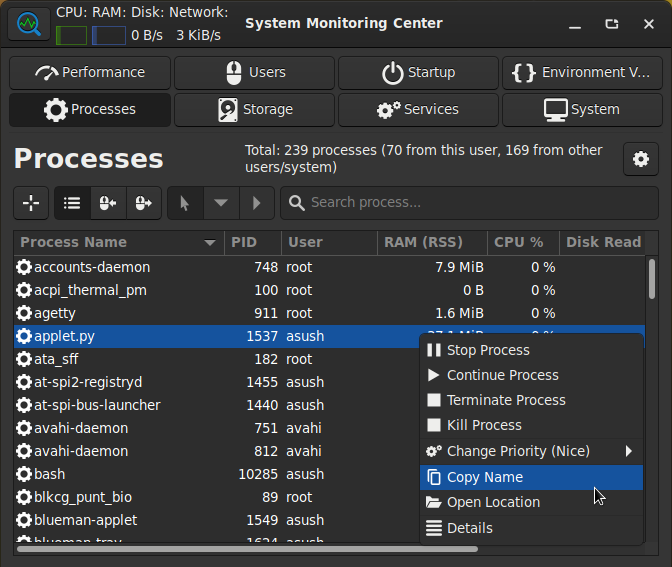 CPU: RAM: Disk: Network:
0 B/s 3 KiB/s
System Monitoring Center
Performance Users Startup Environment V...
Processes Storage Services System
Processes
Total: 239 processes (70 from this user, 169 from other
users/system)
Search process...
Process Name PID User RAM (RSS) CPU % Disk Read
accounts-daemon 748 root 7.9 MiB 0 %
acpi_thermal_pm 100 root 0 B 0 %
agetty 911 root 1.6 MiB 0 %
applet.py 1537 asush
ata_sff 182 root
at-spi2-registryd 1455 asush
at-spi-bus-launcher 1440 asush
avahi-daemon 751 avahi
avahi-daemon 812 avahi
bash 10285 asush
blkcg_punt_bio 89 root
blueman-applet 1549 asush
blueman-tray 1624 asush
Stop Process
Continue Process
Terminate Process
Kill Process
Change Priority (Nice)
Copy Name
Open Location
Details